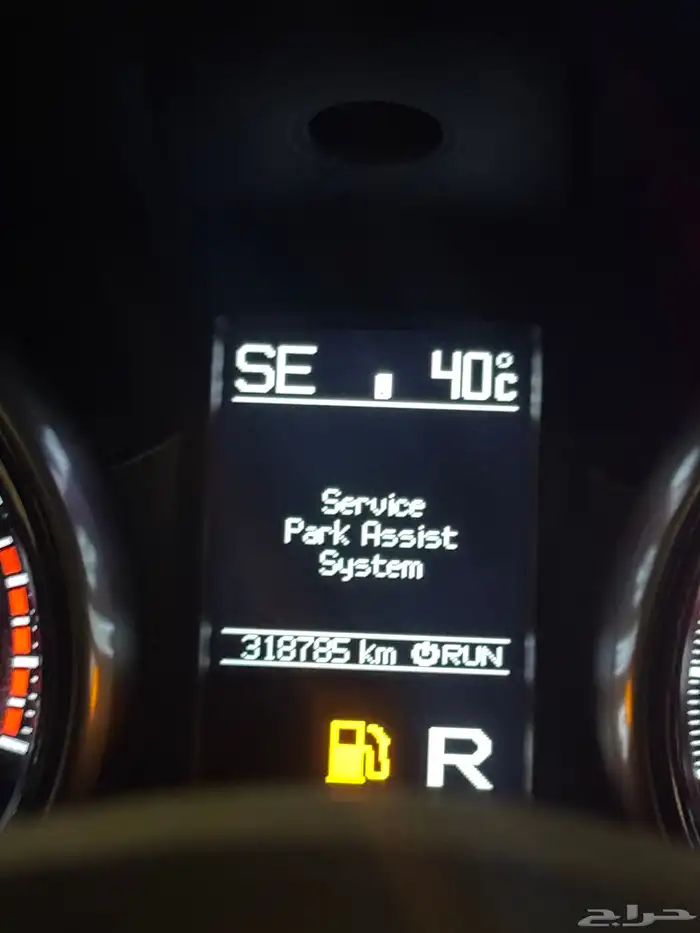 SE 40°C
Service
Park Assist
System
318785 km RUN
R
حراج